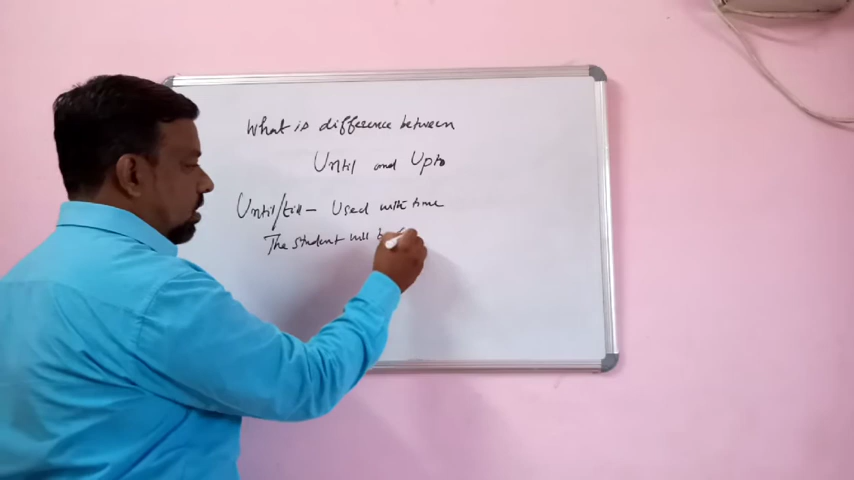 What is difference between
Until and Upto
Until/till - Used with time
The student will